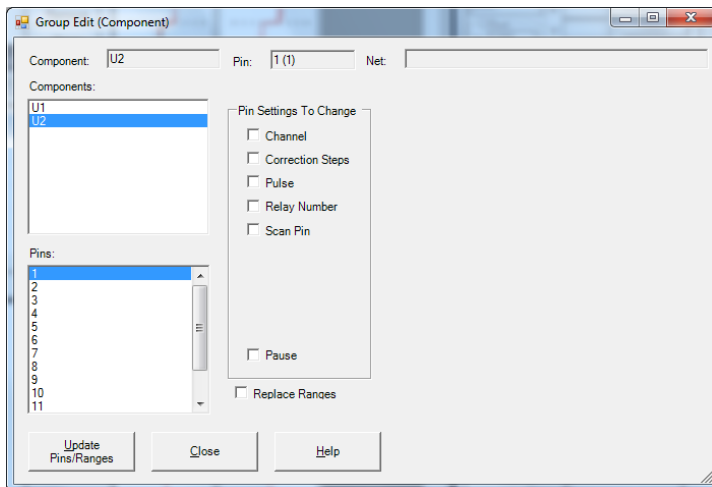 Group Edit (Component)
Component: U2 Pin: 1 (1) Net:
Components:
U1
U2
Pin Settings To Change
Channel
Correction Steps
Pulse
Relay Number
Scan Pin
Pins:
1
2
3
4
5
6
7
8
9
10
11
Pause
Replace Ranges
Update
Pins/Ranges
Close
Help